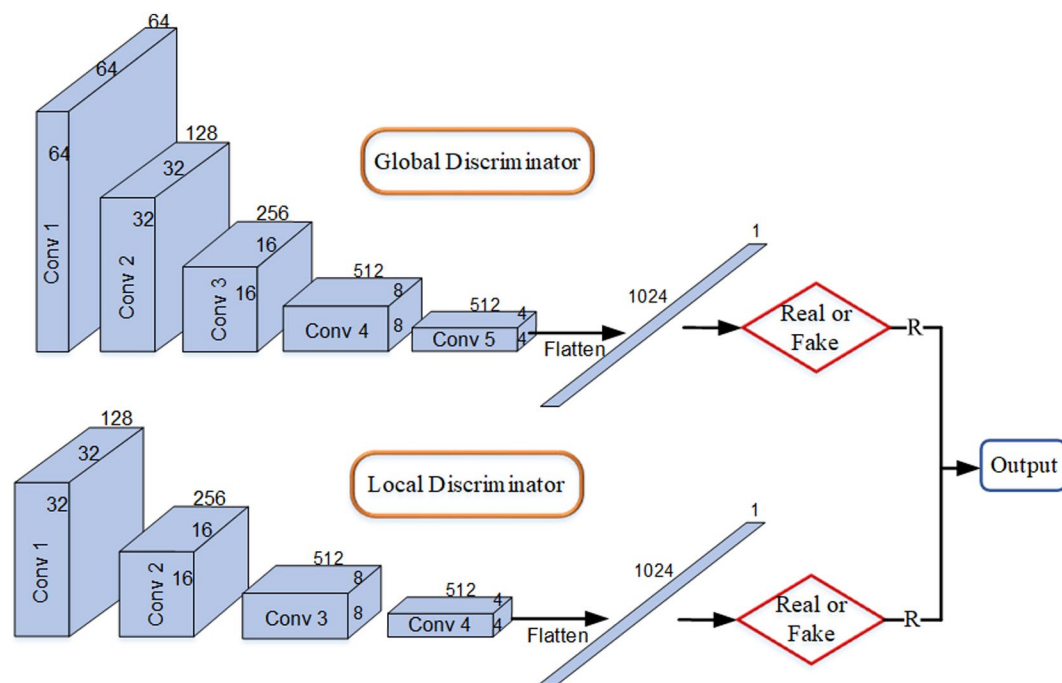 64
64
64
Conv 1
128
32
32
Conv 2
256
16
16
Conv 3
512
8
8
Conv 4
512
4
4
Conv 5
Global Discriminator
Flatten
1024
1
Real or
Fake
R
Output
128
32
32
Conv 1
256
16
16
Conv 2
512
8
8
Conv 3
512
4
4
Conv 4
Local Discriminator
Flatten
1024
1
Real or
Fake
R